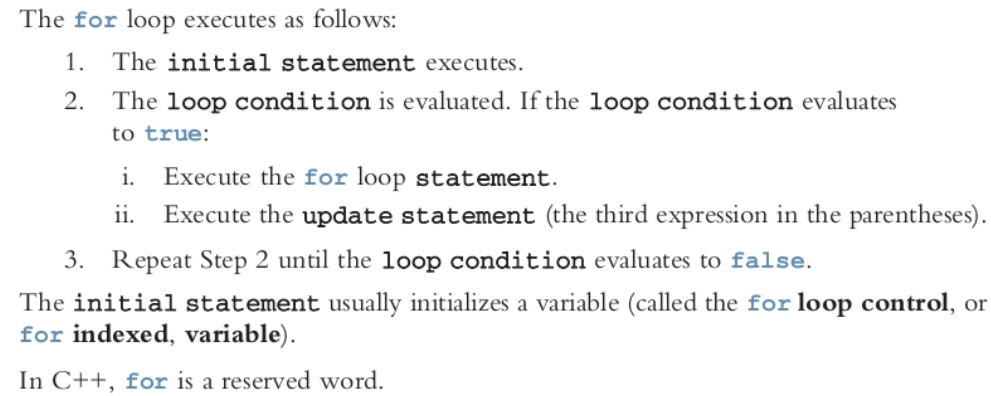 The for loop executes as follows:
1. The initial statement executes.
2. The loop condition is evaluated. If the loop condition evaluates
to true:
i. Execute the for loop statement.
ii. Execute the update statement (the third expression in the parentheses).
3. Repeat Step 2 until the loop condition evaluates to false.
The initial statement usually initializes a variable (called the for loop control, or
for indexed, variable).
In C++, for is a reserved word.